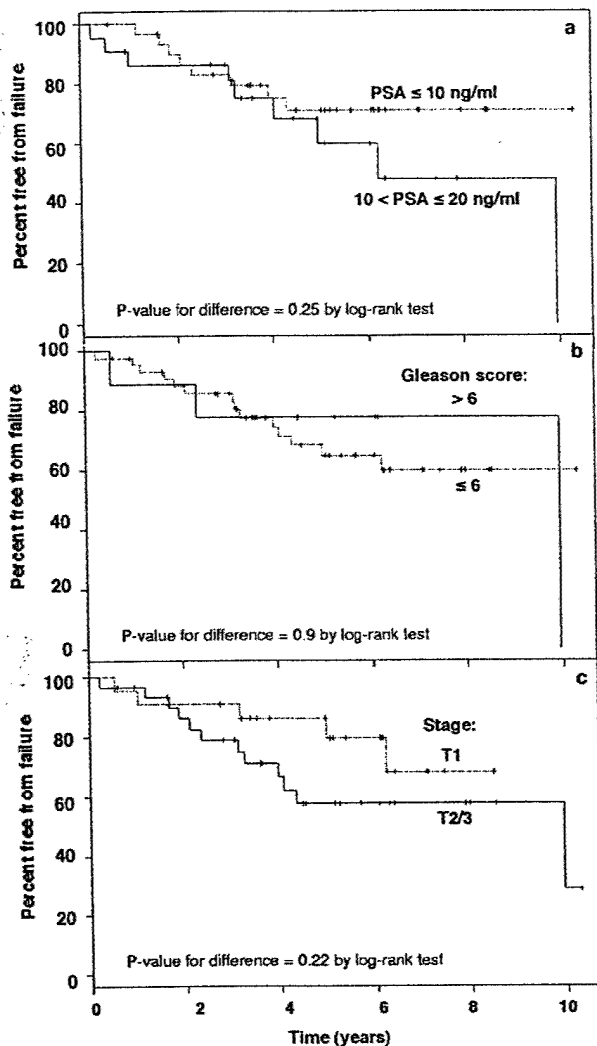 a
Percent free from failure
100
80
60
40
20
0
PSA ≤ 10 ng/ml
10 < PSA ≤ 20 ng/ml
P-value for difference = 0.25 by log-rank test
b
Percent free from failure
100
80
60
40
20
0
Gleason score:
> 6
≤ 6
P-value for difference = 0.9 by log-rank test
c
Percent free from failure
100
80
60
40
20
0
Stage:
T1
T2/3
P-value for difference = 0.22 by log-rank test
0 2 4 6 8 10
Time (years)